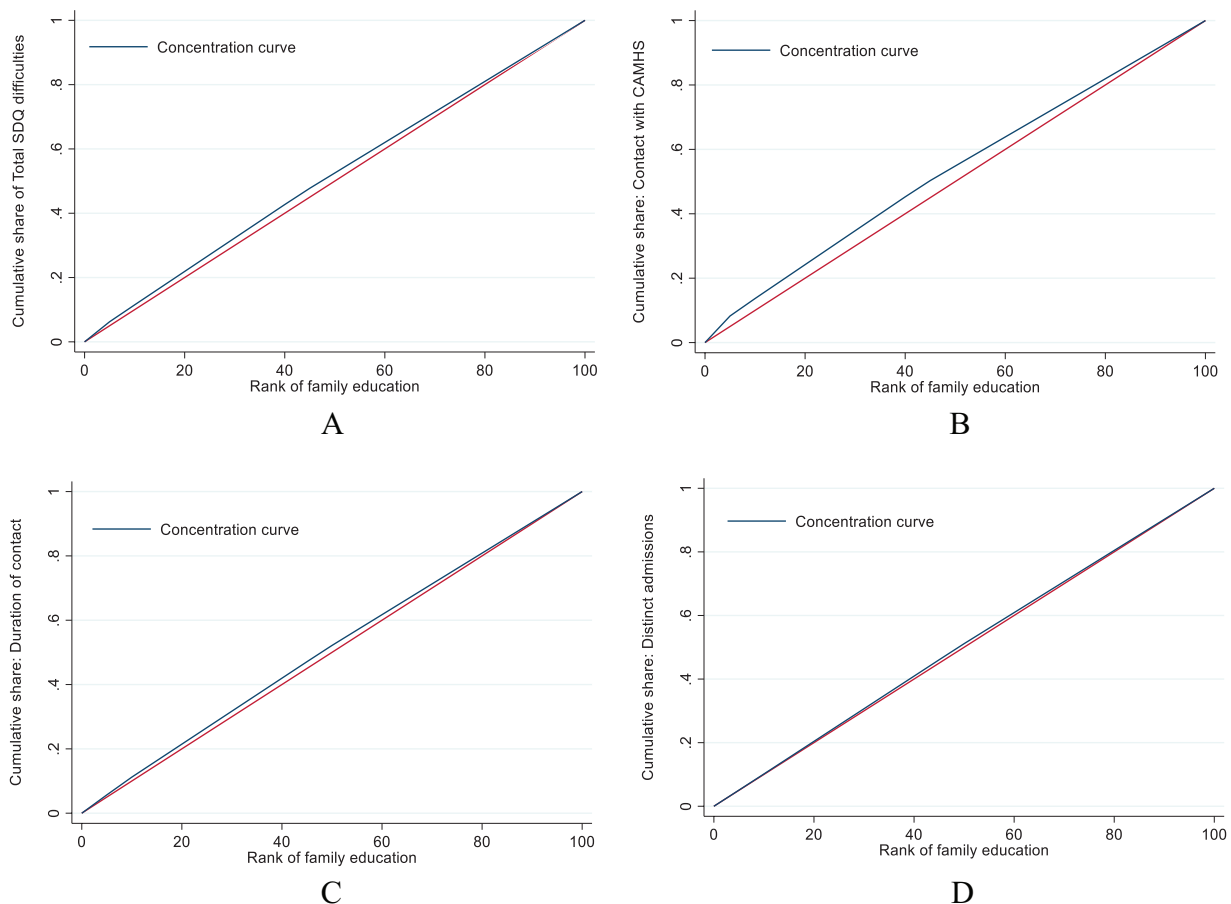 Cumulative share of Total SDQ difficulties
1
.8
.6
.4
.2
0
Concentration curve
0 20 40 60 80 100
Rank of family education
A
Cumulative share: Contact with CAMHS
1
.8
.6
.4
.2
0
Concentration curve
0 20 40 60 80 100
Rank of family education
B
Cumulative share: Duration of contact
1
.8
.6
.4
.2
0
Concentration curve
0 20 40 60 80 100
Rank of family education
C
Cumulative share: Distinct admissions
1
.8
.6
.4
.2
0
Concentration curve
0 20 40 60 80 100
Rank of family education
D